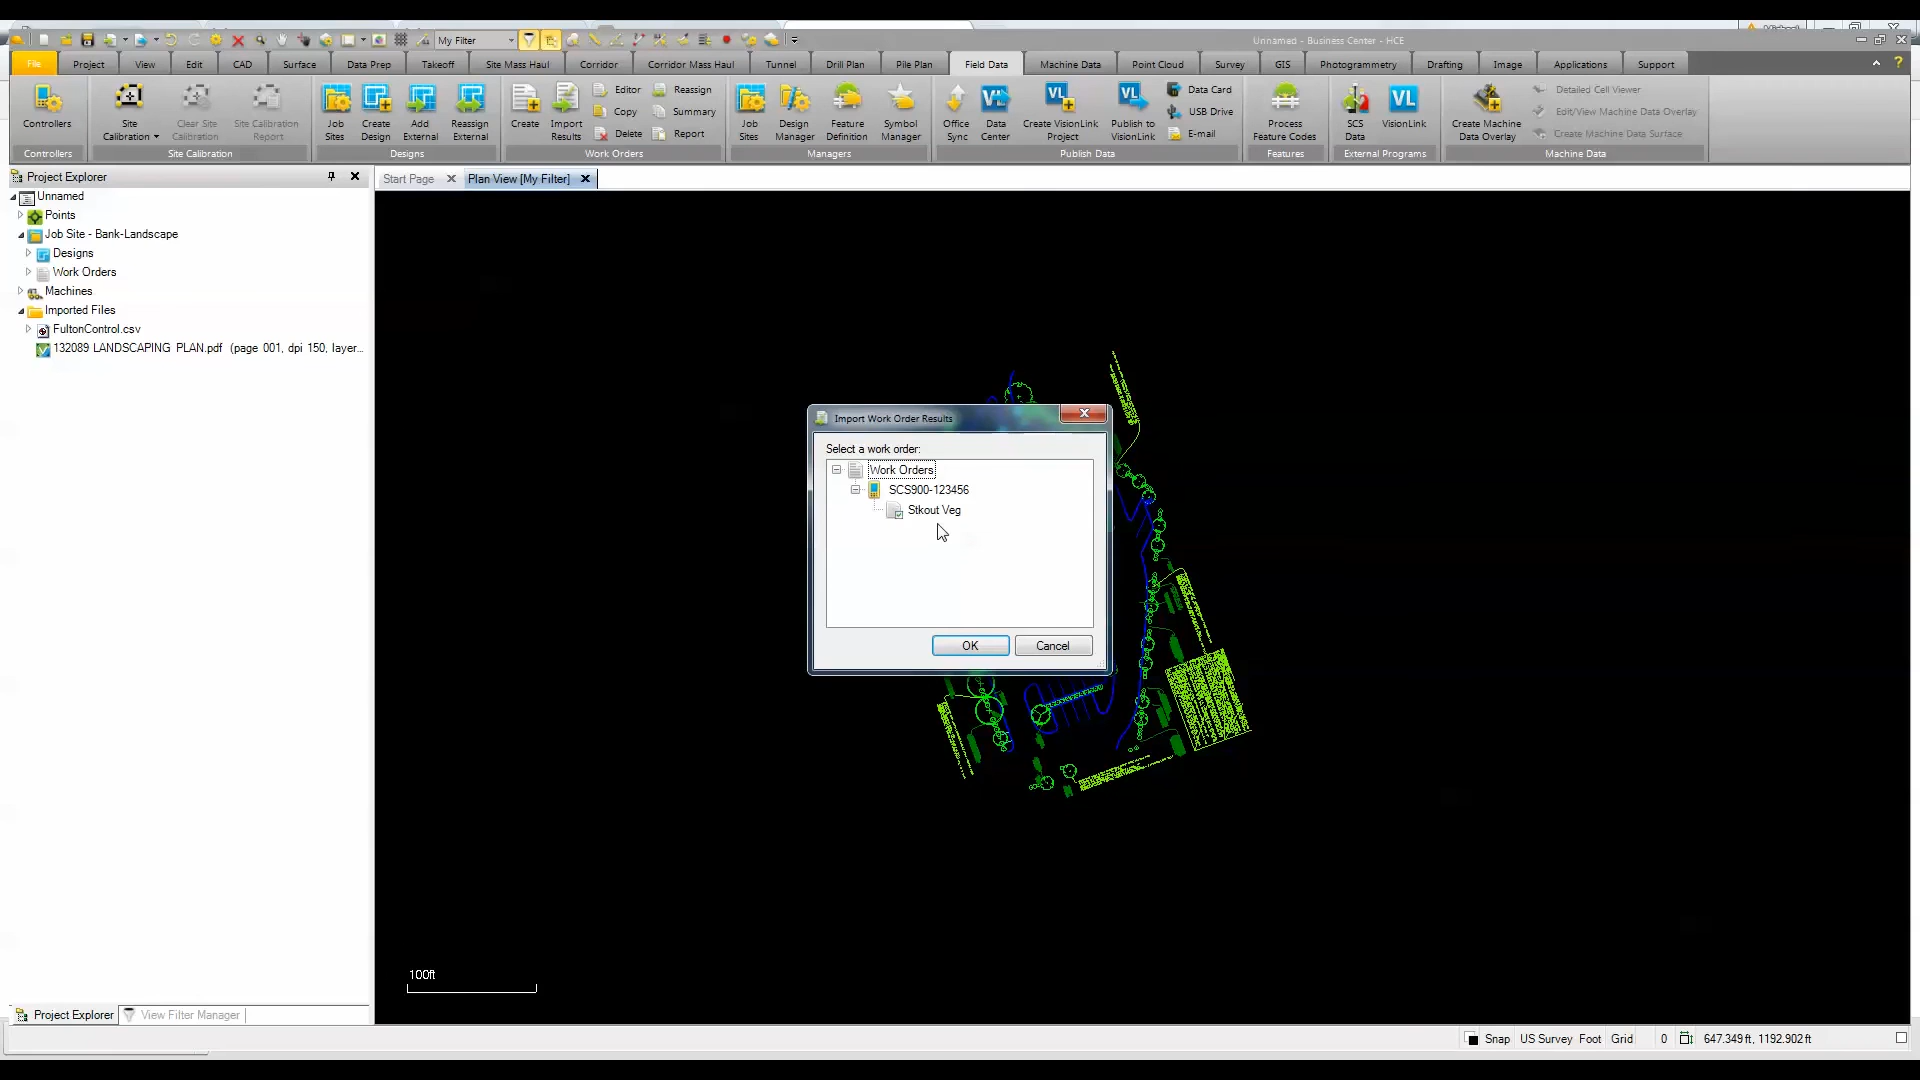 My Filter
Unnamed - Business Center - HCE
File Project View Edit CAD Surface Data Prep Takeoff Site Mass Haul Corridor Corridor Mass Haul Tunnel Drill Plan Pile Plan Field Data Machine Data Point Cloud Survey GIS Photogrammetry Drafting Image Applications Support
Controllers
Controllers
Site Calibration
Clear Site Calibration
Site Calibration Report
Site Calibration
Job Sites
Create Design
Add External
Reassign External
Designs
Create
Import Results
Editor
Copy
Delete
Reassign
Summary
Report
Work Orders
Job Sites
Design Manager
Feature Definition
Symbol Manager
Managers
Office Sync
Data Center
Create VisionLink Project
Publish to VisionLink
Data Card
USB Drive
E-mail
Publish Data
Process Feature Codes
Features
SCS Data
VisionLink
External Programs
Create Machine Data Overlay
Detailed Cell Viewer
Edit/View Machine Data Overlay
Create Machine Data Surface
Machine Data
Project Explorer
Start Page
Plan View [My Filter]
Unnamed
Points
Job Site - Bank-Landscape
Designs
Work Orders
Machines
Imported Files
FultonControl.csv
132089 LANDSCAPING PLAN.pdf (page 001, dpi 150, layer...
Import Work Order Results
Select a work order:
Work Orders
SCS900-123456
Stkout Veg
OK Cancel
100ft
Project Explorer View Filter Manager
Snap US Survey Foot Grid 0 647.349 ft, 1192.902 ft